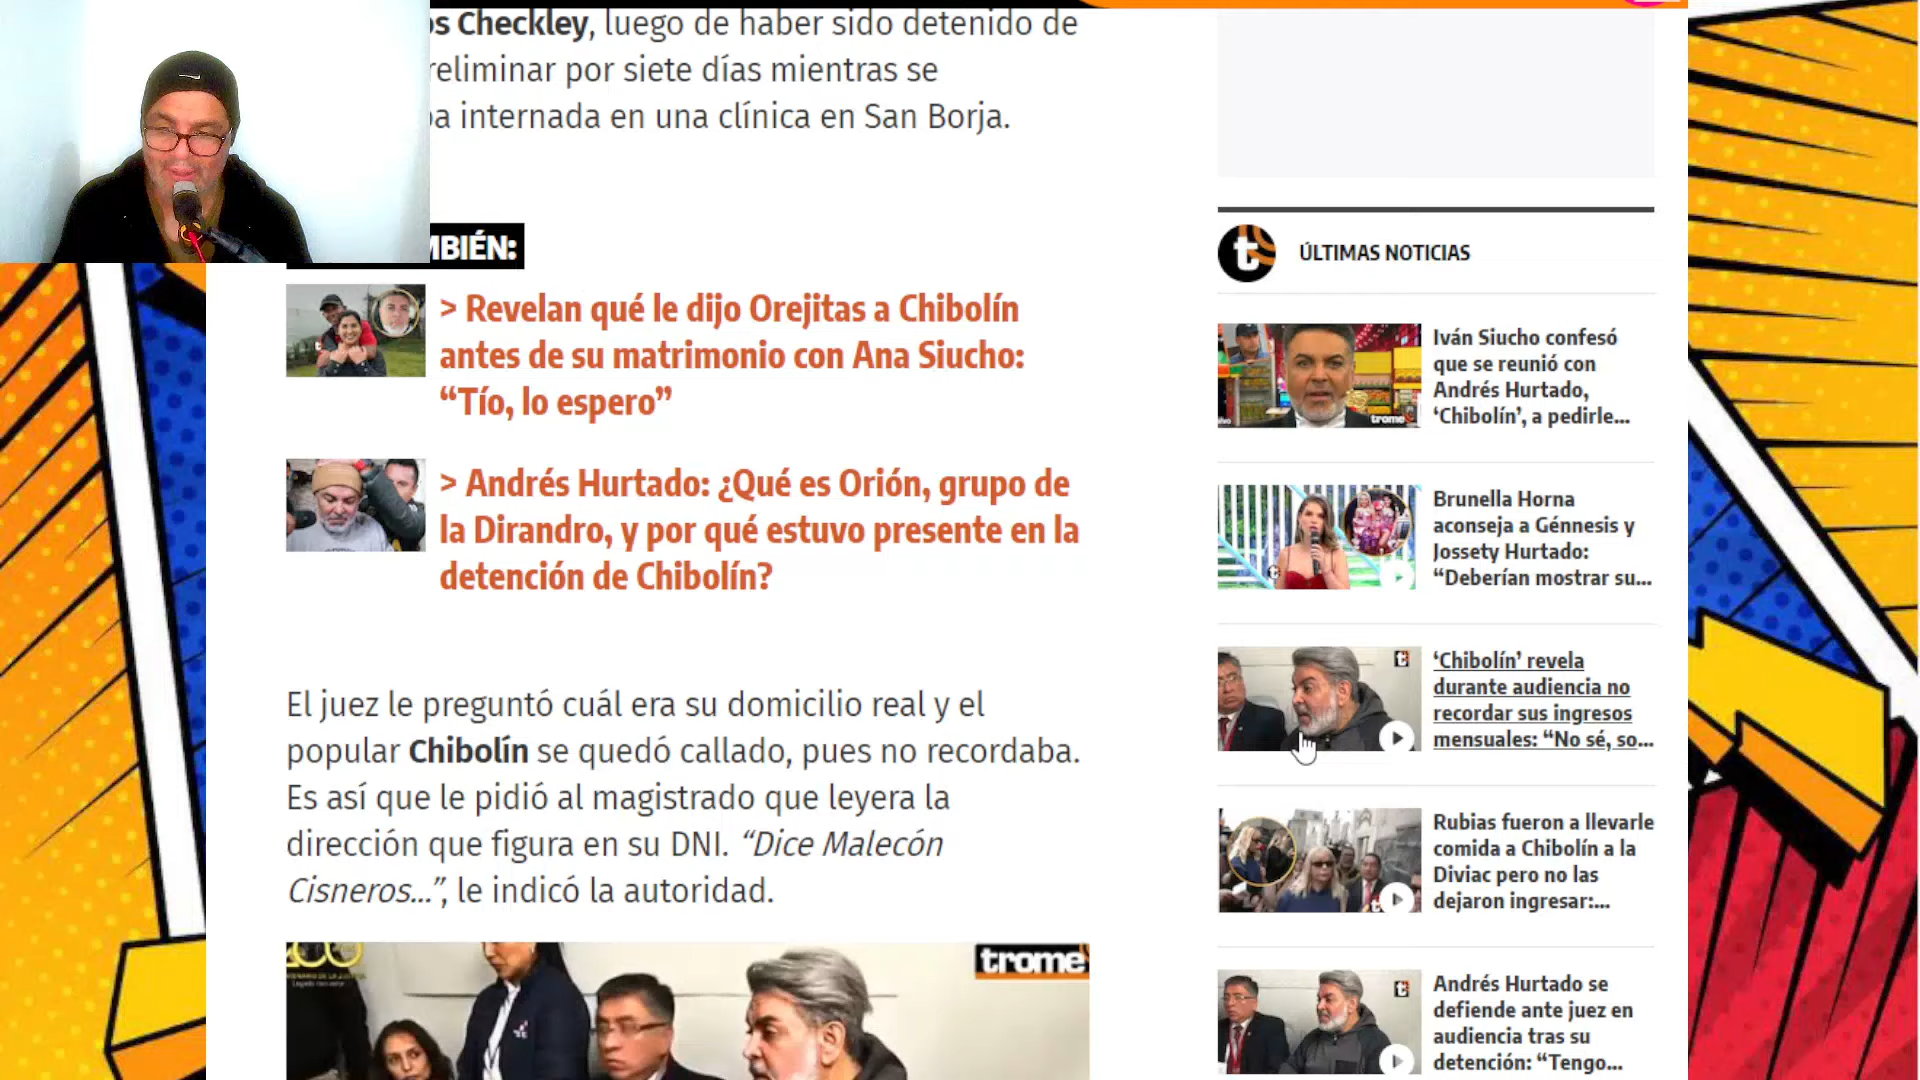 os Checkley, luego de haber sido detenido de
reliminar por siete días mientras se
ba internada en una clínica en San Borja.
MBIÉN:
> Revelan qué le dijo Orejitas a Chibolín
antes de su matrimonio con Ana Siucho:
“Tío, lo espero”
> Andrés Hurtado: ¿Qué es Orión, grupo de
la Dirandro, y por qué estuvo presente en la
detención de Chibolín?
El juez le preguntó cuál era su domicilio real y el
popular Chibolín se quedó callado, pues no recordaba.
Es así que le pidió al magistrado que leyera la
dirección que figura en su DNI. “Dice Malecón
Cisneros...”, le indicó la autoridad.
trome
t
ÚLTIMAS NOTICIAS
trome
Iván Siucho confesó
que se reunió con
Andrés Hurtado,
‘Chibolín’, a pedirle...
Brunella Horna
aconseja a Génnesis y
Jossety Hurtado:
“Deberían mostrar su...
t
‘Chibolín’ revela
durante audiencia no
recordar sus ingresos
mensuales: “No sé, so...
Rubias fueron a llevarle
comida a Chibolín a la
Diviac pero no las
dejaron ingresar:...
t
Andrés Hurtado se
defiende ante juez en
audiencia tras su
detención: “Tengo...